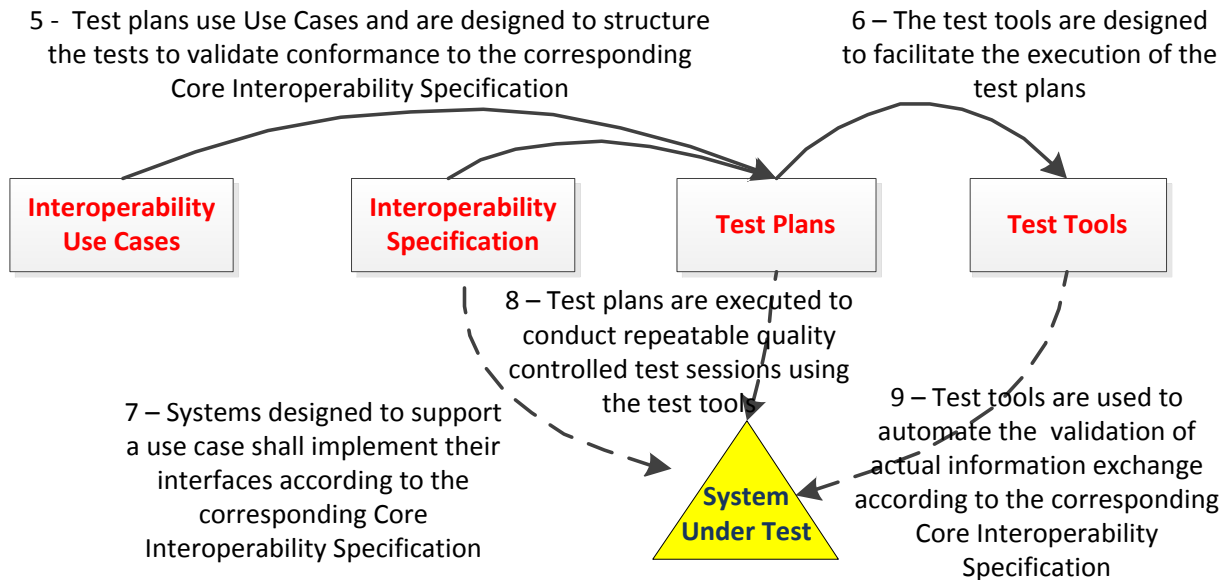 5 - Test plans use Use Cases and are designed to structure
the tests to validate conformance to the corresponding
Core Interoperability Specification
6 – The test tools are designed
to facilitate the execution of the
test plans
Interoperability
Use Cases
Interoperability
Specification
Test Plans
Test Tools
8 – Test plans are executed to
conduct repeatable quality
controlled test sessions using
the test tools
7 – Systems designed to support
a use case shall implement their
interfaces according to the
corresponding Core
Interoperability Specification
9 – Test tools are used to
automate the validation of
actual information exchange
according to the corresponding
Core Interoperability
Specification
System
Under Test